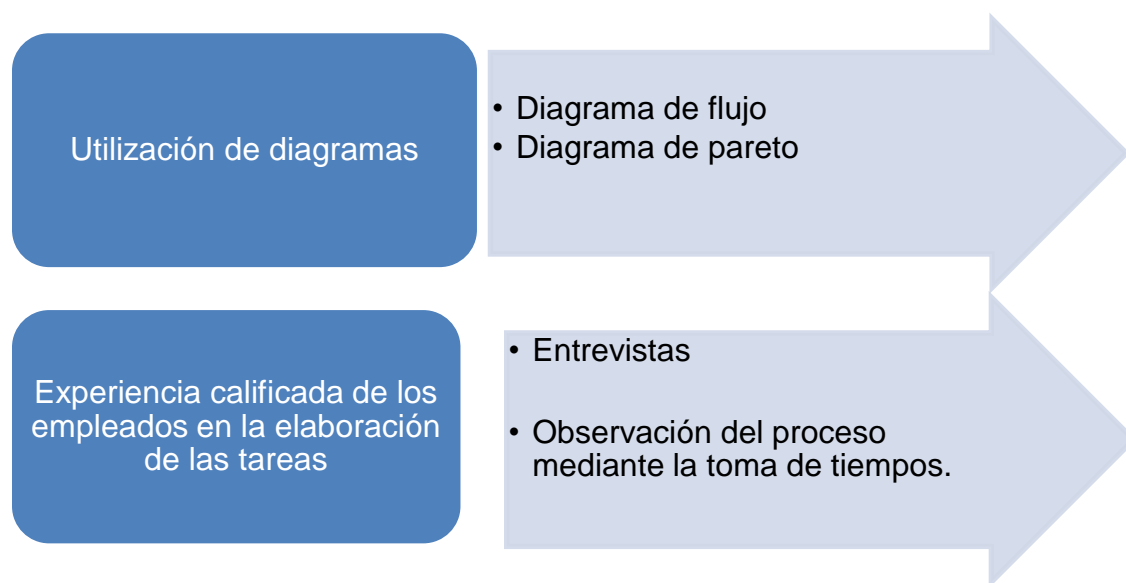 Utilización de diagramas
• Diagrama de flujo
• Diagrama de pareto
Experiencia calificada de los
empleados en la elaboración
de las tareas
• Entrevistas
• Observación del proceso
mediante la toma de tiempos.